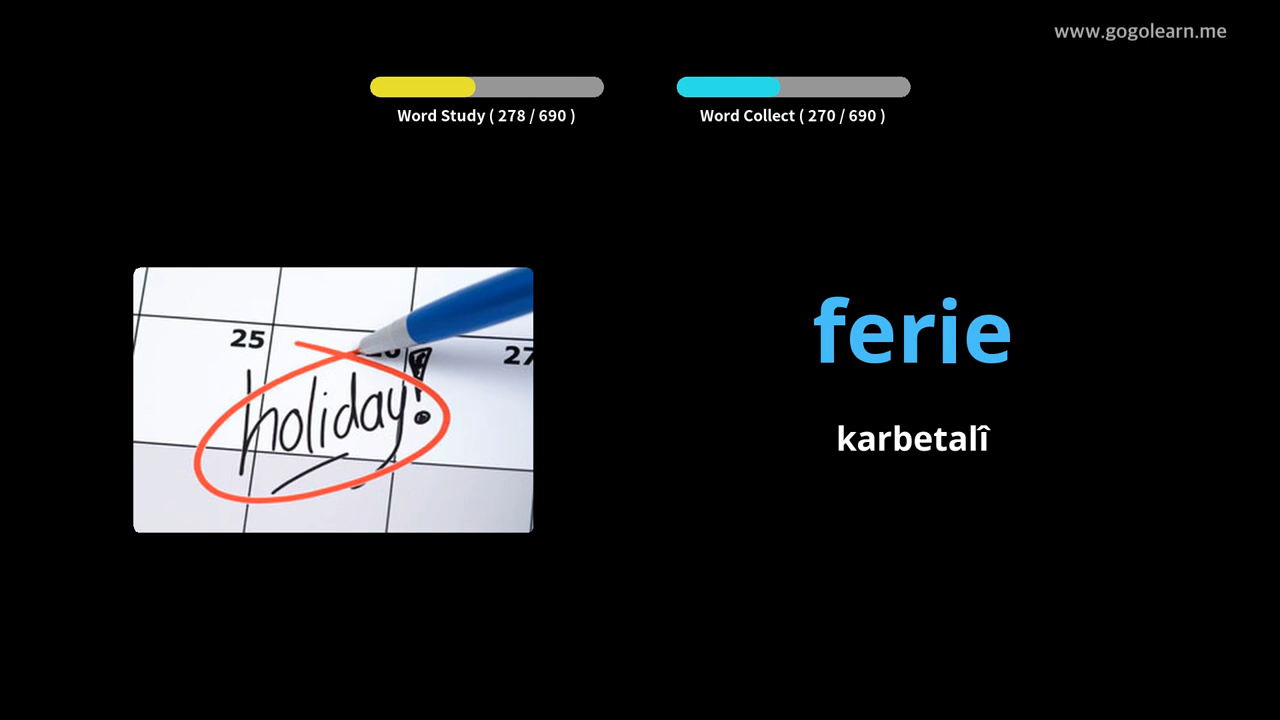 www.gogolearn.me
Word Study ( 278 / 690 )
Word Collect ( 270 / 690 )
25
27
holiday!
ferie
karbetalî